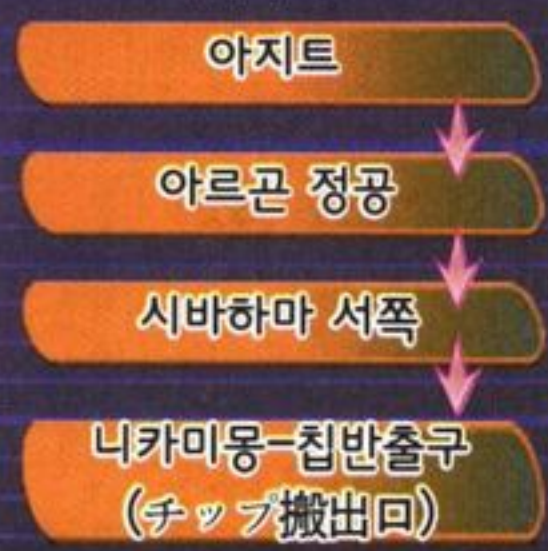 아지트
아르곤 정공
시바하마 서쪽
니카미몽-칩반출구
(チップ搬出口)